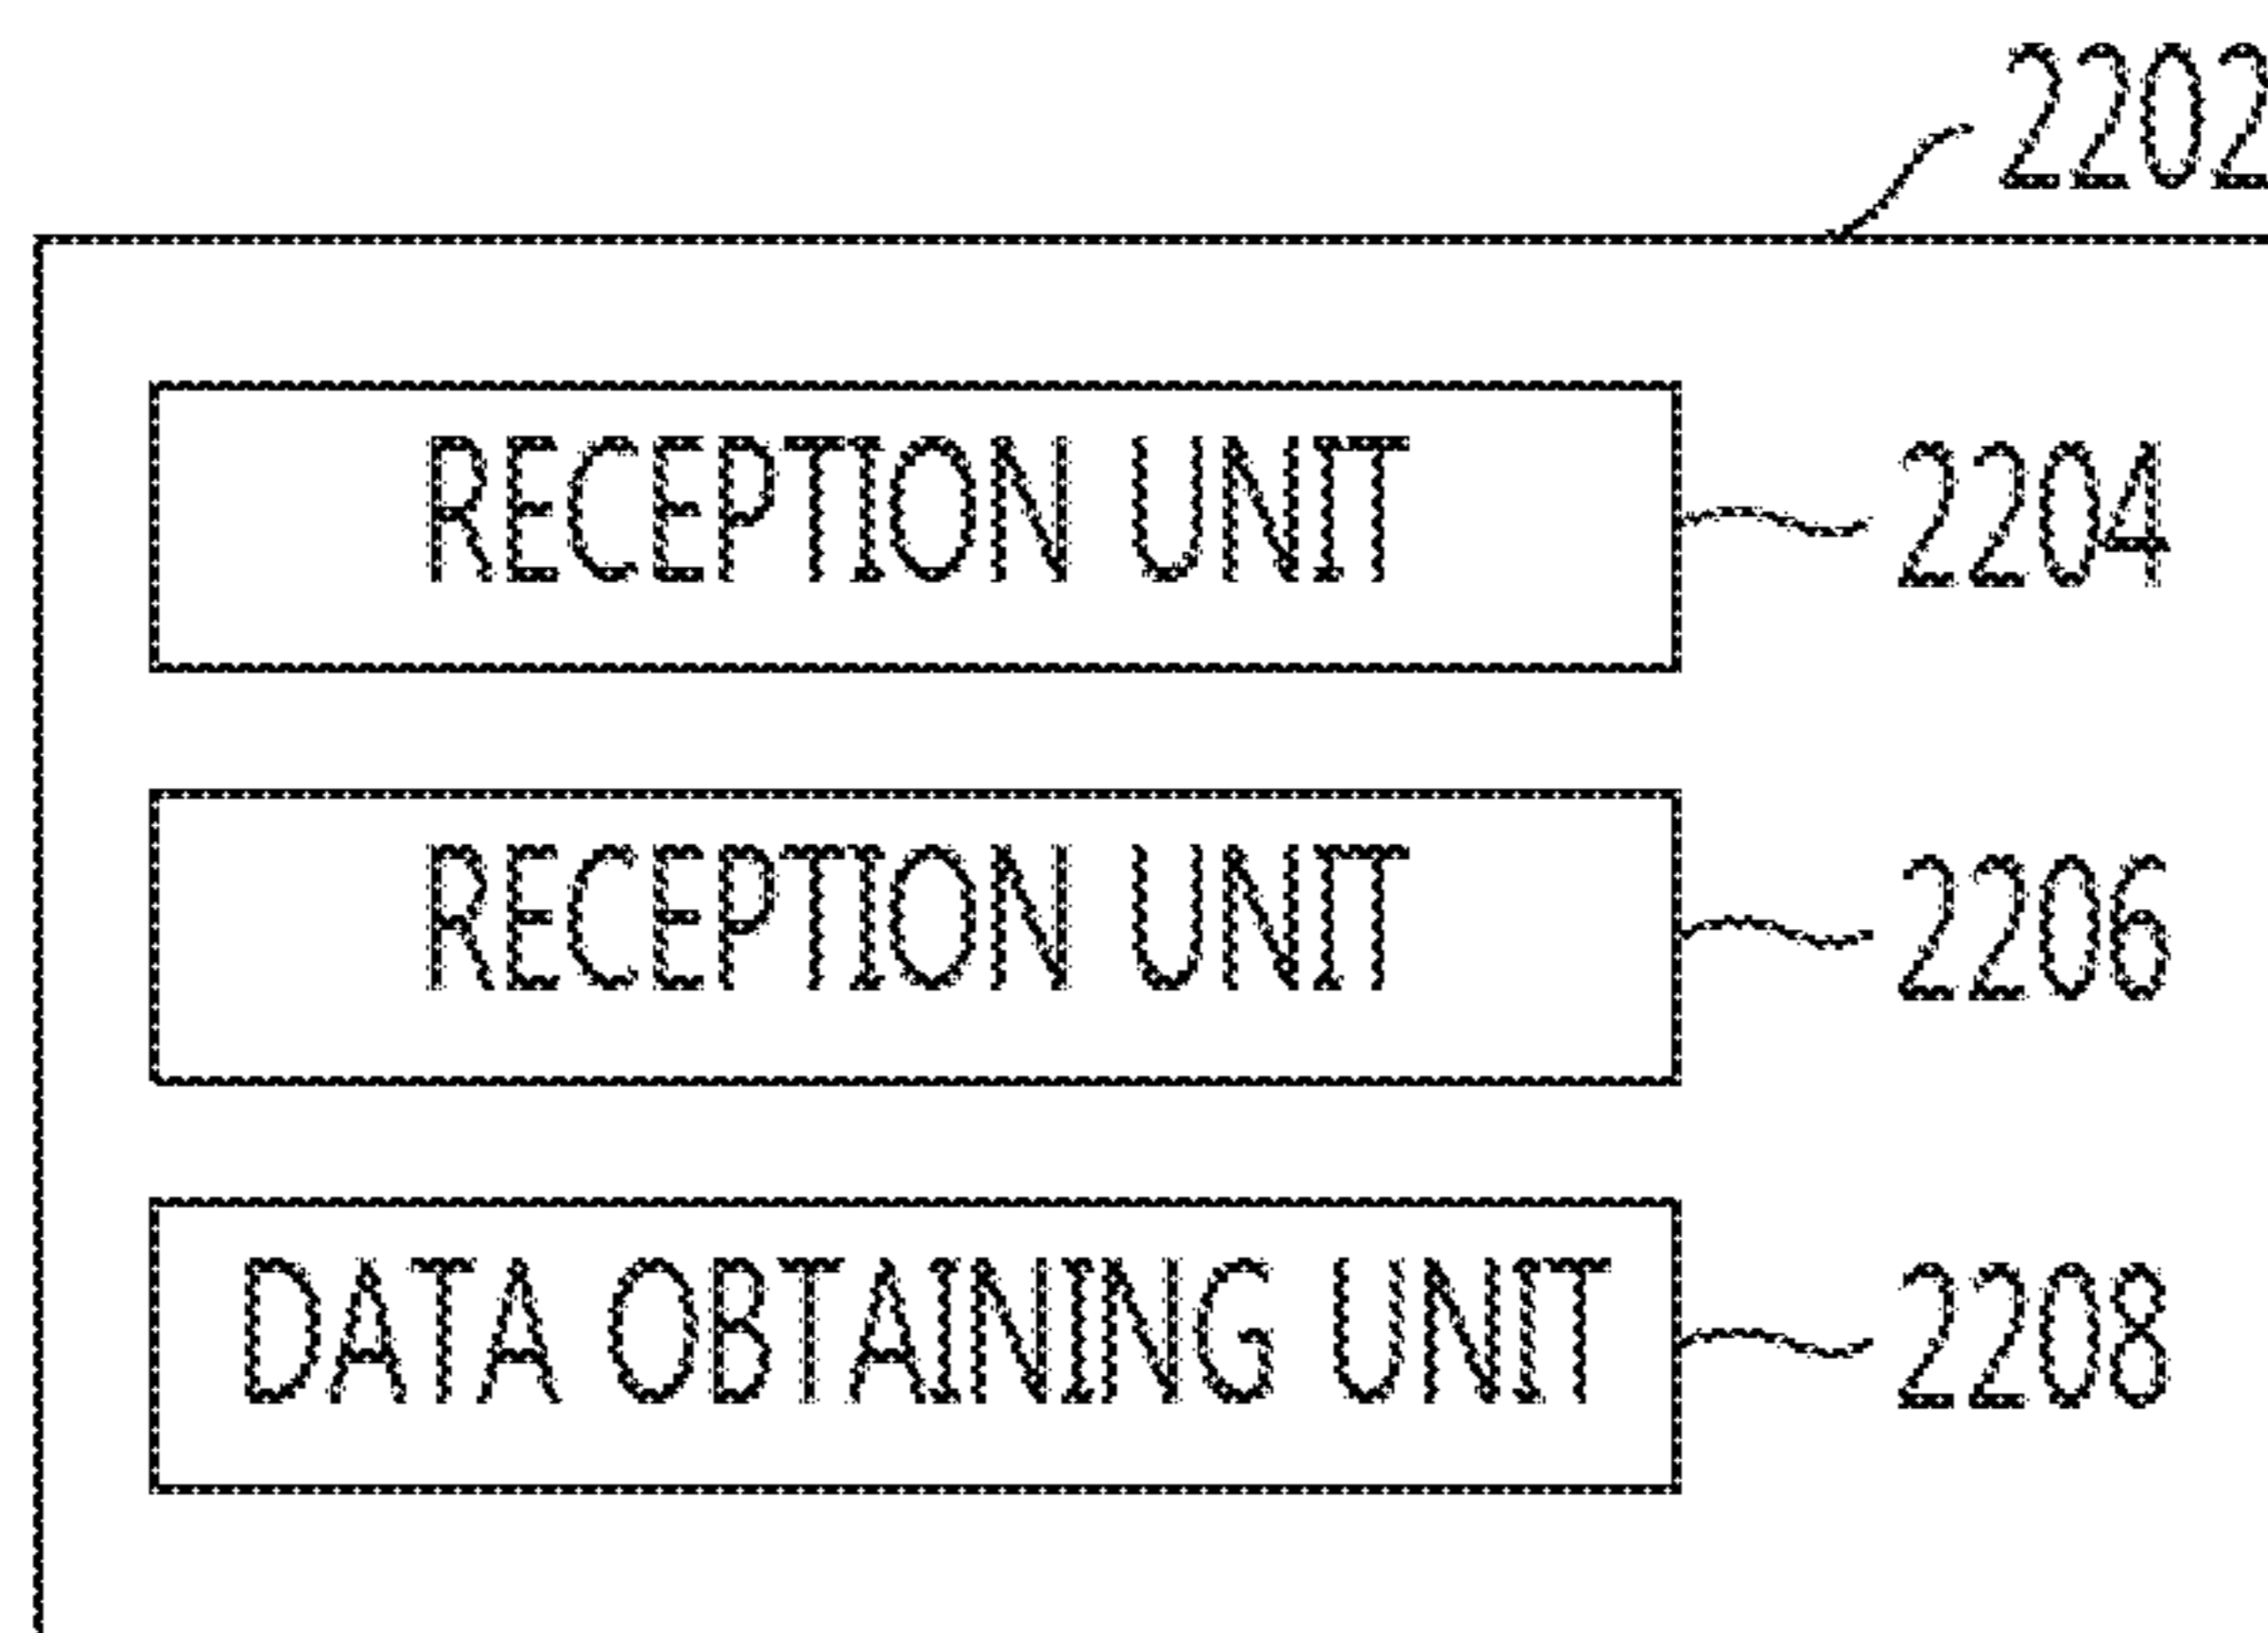 2202
RECEPTION UNIT 2204
RECEPTION UNIT 2206
DATA OBTAINING UNIT 2208